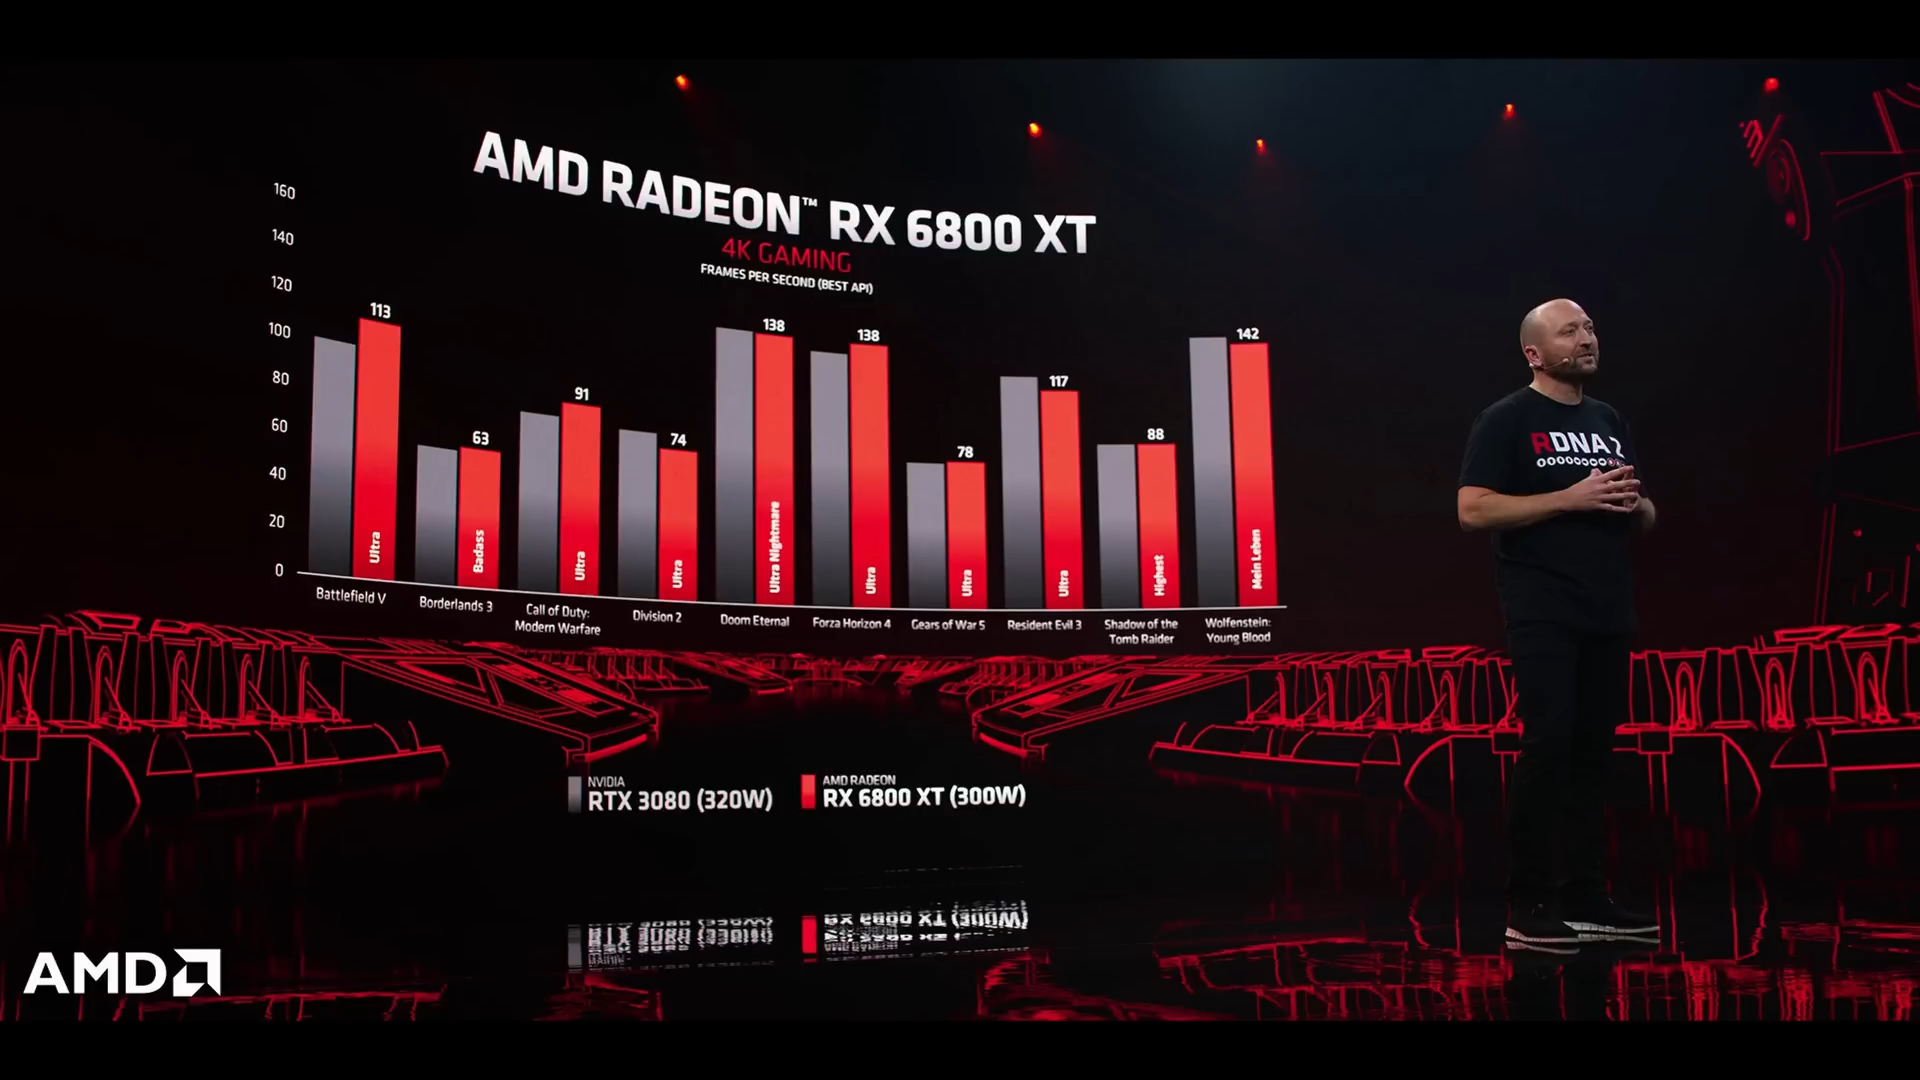 AMD RADEON™ RX 6800 XT
4K GAMING
FRAMES PER SECOND (BEST API)
160
140
120
100
80
60
40
20
0
113
63
91
74
138
138
78
117
88
142
Ultra
Badass
Ultra
Ultra
Ultra Nightmare
Ultra
Ultra
Ultra
Highest
Mein Leben
Battlefield V
Borderlands 3
Call of Duty:
Modern Warfare
Division 2
Doom Eternal
Forza Horizon 4
Gears of War 5
Resident Evil 3
Shadow of the
Tomb Raider
Wolfenstein:
Young Blood
NVIDIA
RTX 3080 (320W)
AMD RADEON
RX 6800 XT (300W)
RDNA 2
AMD